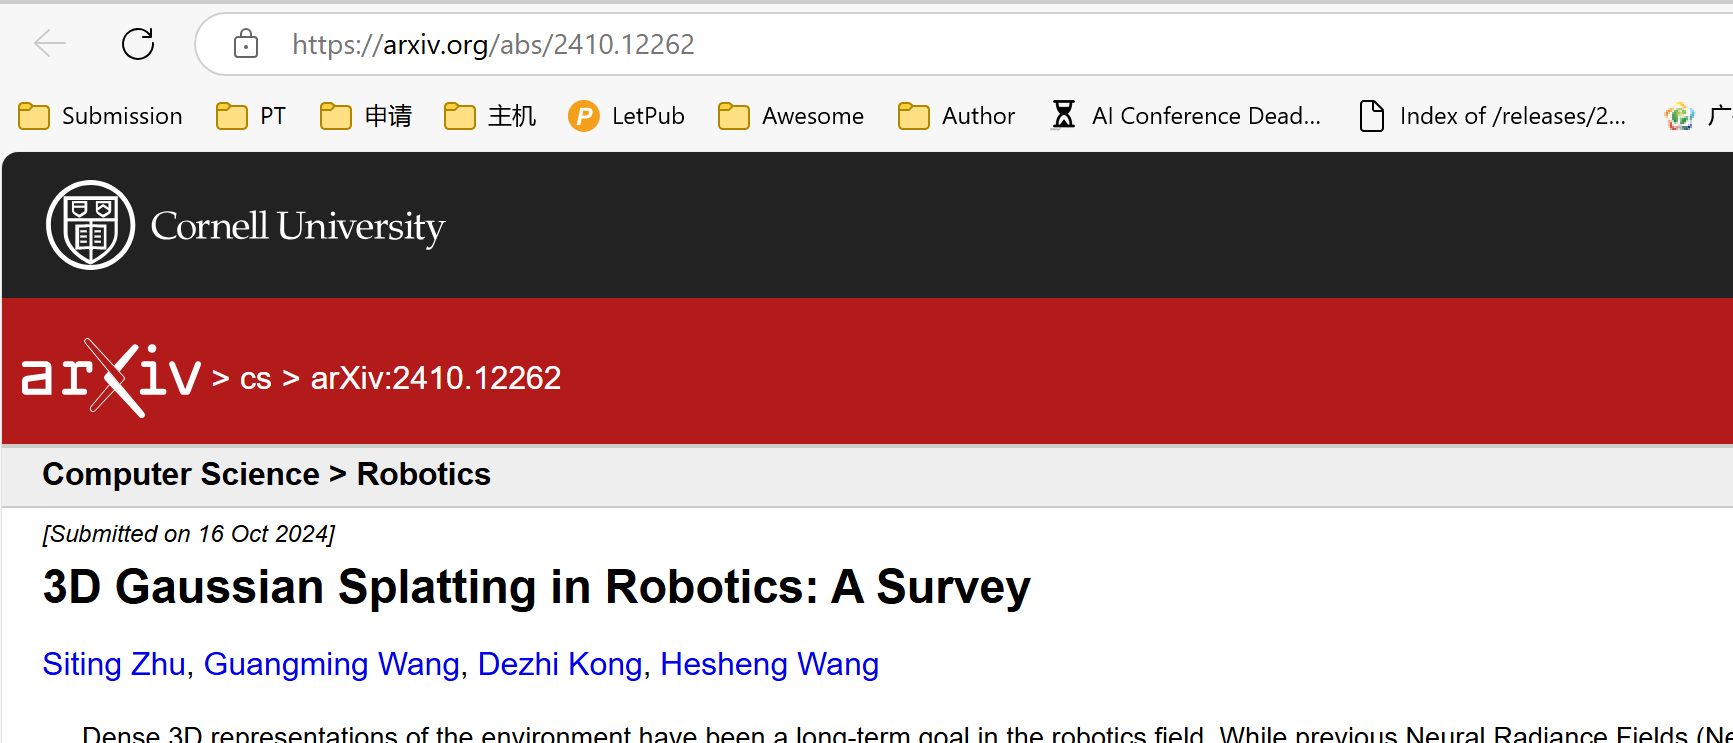 https://arxiv.org/abs/2410.12262
Submission PT 申请 主机 LetPub Awesome Author AI Conference Dead... Index of /releases/2... 广
Cornell University
arXiv > cs > arXiv:2410.12262
Computer Science > Robotics
[Submitted on 16 Oct 2024]
3D Gaussian Splatting in Robotics: A Survey
Siting Zhu, Guangming Wang, Dezhi Kong, Hesheng Wang
Dense 3D representations of the environment have been a long-term goal in the robotics field. While previous Neural Radiance Fields (Ne